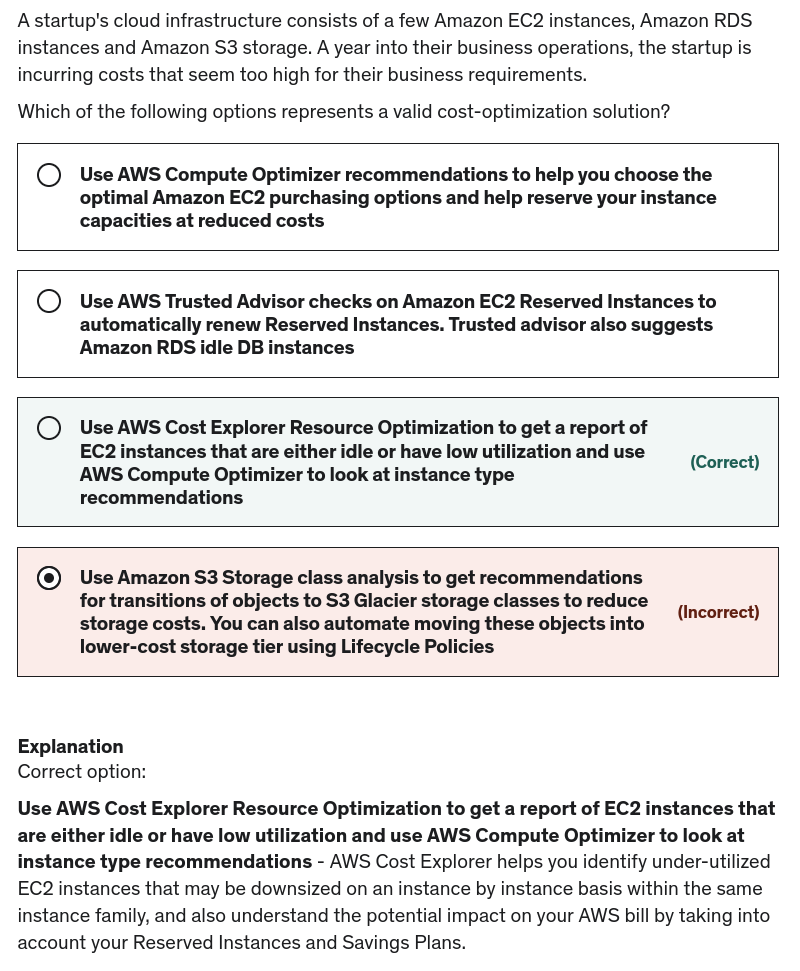 A startup's cloud infrastructure consists of a few Amazon EC2 instances, Amazon RDS
instances and Amazon S3 storage. A year into their business operations, the startup is
incurring costs that seem too high for their business requirements.
Which of the following options represents a valid cost-optimization solution?
Use AWS Compute Optimizer recommendations to help you choose the
optimal Amazon EC2 purchasing options and help reserve your instance
capacities at reduced costs
Use AWS Trusted Advisor checks on Amazon EC2 Reserved Instances to
automatically renew Reserved Instances. Trusted advisor also suggests
Amazon RDS idle DB instances
Use AWS Cost Explorer Resource Optimization to get a report of
EC2 instances that are either idle or have low utilization and use
AWS Compute Optimizer to look at instance type
recommendations
(Correct)
Use Amazon S3 Storage class analysis to get recommendations
for transitions of objects to S3 Glacier storage classes to reduce
storage costs. You can also automate moving these objects into
lower-cost storage tier using Lifecycle Policies
(Incorrect)
Explanation
Correct option:
Use AWS Cost Explorer Resource Optimization to get a report of EC2 instances that
are either idle or have low utilization and use AWS Compute Optimizer to look at
instance type recommendations - AWS Cost Explorer helps you identify under-utilized
EC2 instances that may be downsized on an instance by instance basis within the same
instance family, and also understand the potential impact on your AWS bill by taking into
account your Reserved Instances and Savings Plans.